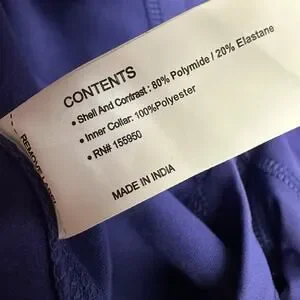 CONTENTS
• Shell And Contrast : 80% Polymide / 20% Elastane
• Inner Collar: 100%Polyester
• RN# 155950
MADE IN INDIA
REMOVE